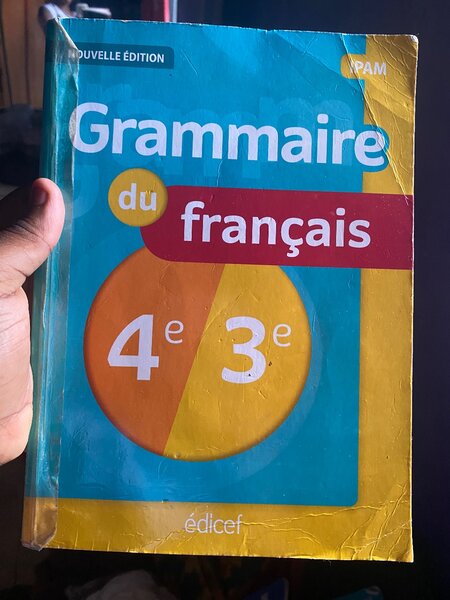 NOUVELLE ÉDITION
IPAM
Grammaire
du
français
4e 3e
édicef